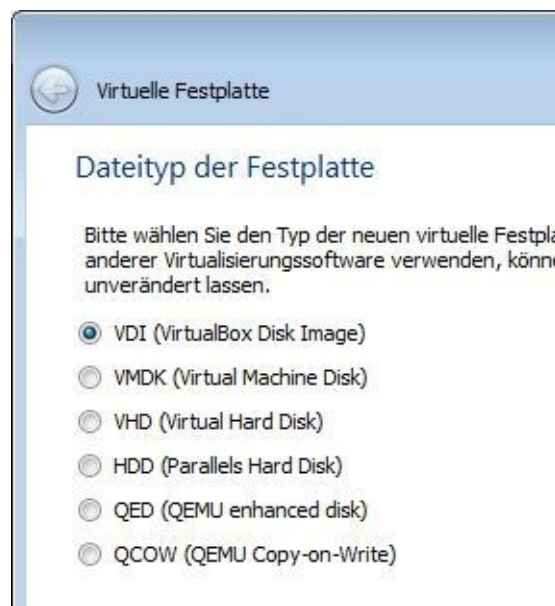 Virtuelle Festplatte
Dateityp der Festplatte
Bitte wählen Sie den Typ der neuen virtuelle
anderer Virtualisierungssoftware verwenden,
unverändert lassen.
VDI (VirtualBox Disk Image)
VMDK (Virtual Machine Disk)
VHD (Virtual Hard Disk)
HDD (Parallels Hard Disk)
QED (QEMU enhanced disk)
QCOW (QEMU Copy-on-Write)